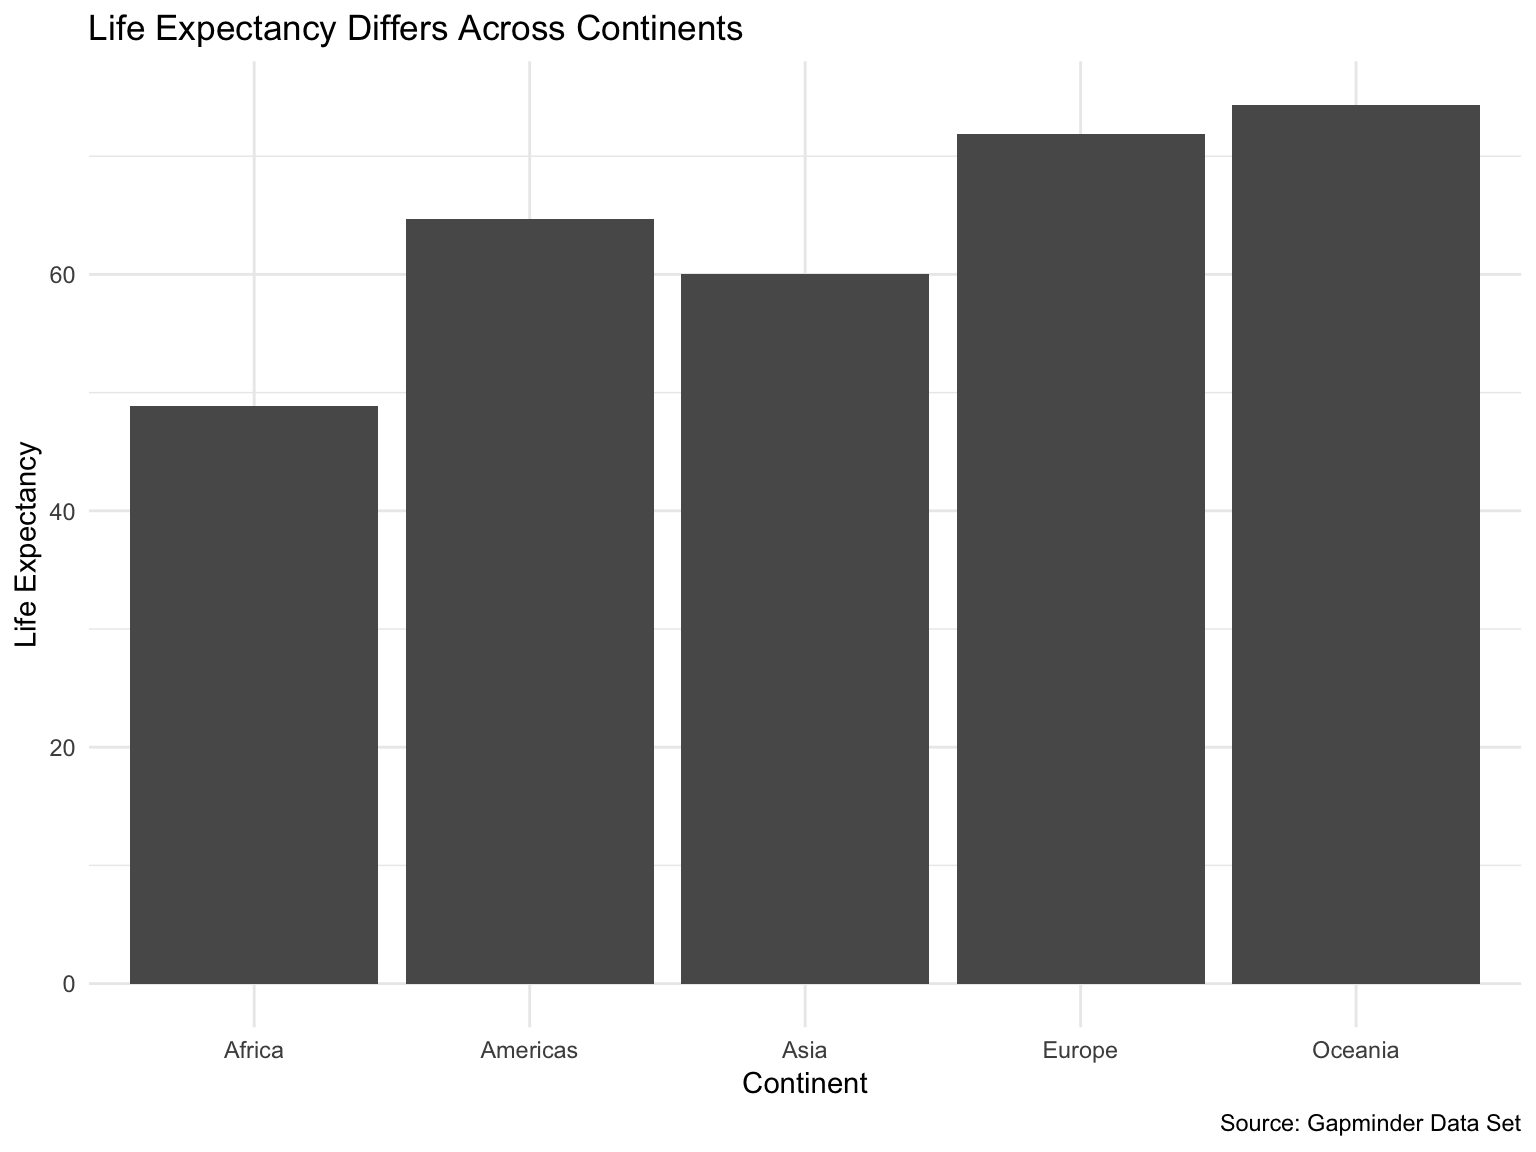 Life Expectancy Differs Across Continents
Life Expectancy
60
40
20
0
Africa Americas Asia Europe Oceania
Continent
Source: Gapminder Data Set